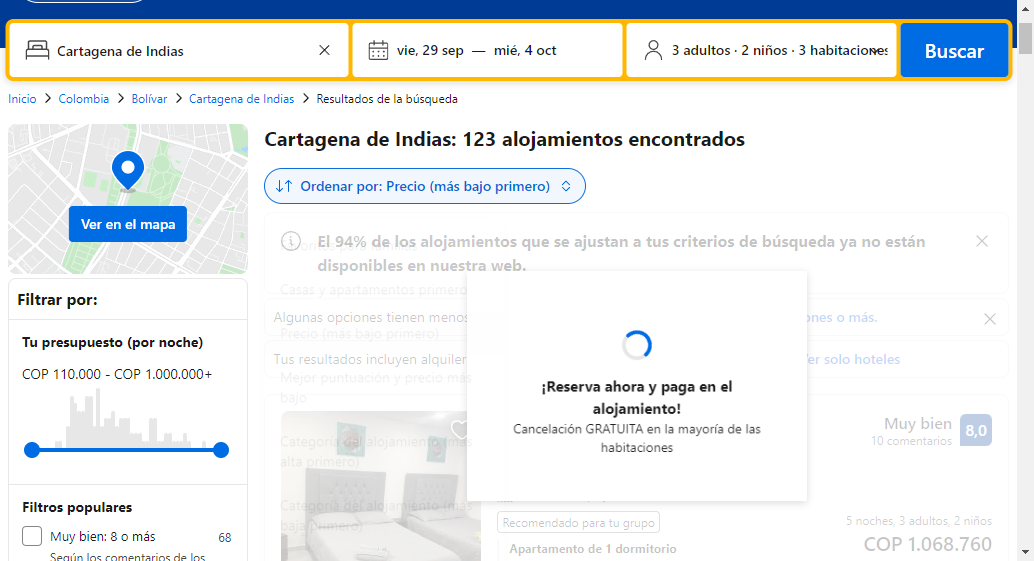 Cartagena de Indias
vie, 29 sep — mié, 4 oct
3 adultos · 2 niños · 3 habitaciones
Buscar
Inicio > Colombia > Bolívar > Cartagena de Indias > Resultados de la búsqueda
Ver en el mapa
Filtrar por:
Tu presupuesto (por noche)
COP 110.000 - COP 1.000.000+
Filtros populares
Muy bien: 8 o más 68
Según los comentarios de los
Cartagena de Indias: 123 alojamientos encontrados
Ordenar por: Precio (más bajo primero)
El 94% de los alojamientos que se ajustan a tus criterios de búsqueda ya no están
disponibles en nuestra web.
Casas y apartamentos primero
Algunas opciones tienen menos
ones o más.
Precio (más bajo primero)
Tus resultados incluyen alquiler
Ver solo hoteles
Mejor puntuación y precio más
bajo
Categoría del alojamiento (más
alta primero)
Categoría del alojamiento (más
baja primero)
¡Reserva ahora y paga en el
alojamiento!
Cancelación GRATUITA en la mayoría de las
habitaciones
Muy bien
10 comentarios
8,0
Recomendado para tu grupo
Apartamento de 1 dormitorio
5 noches, 3 adultos, 2 niños
COP 1.068.760